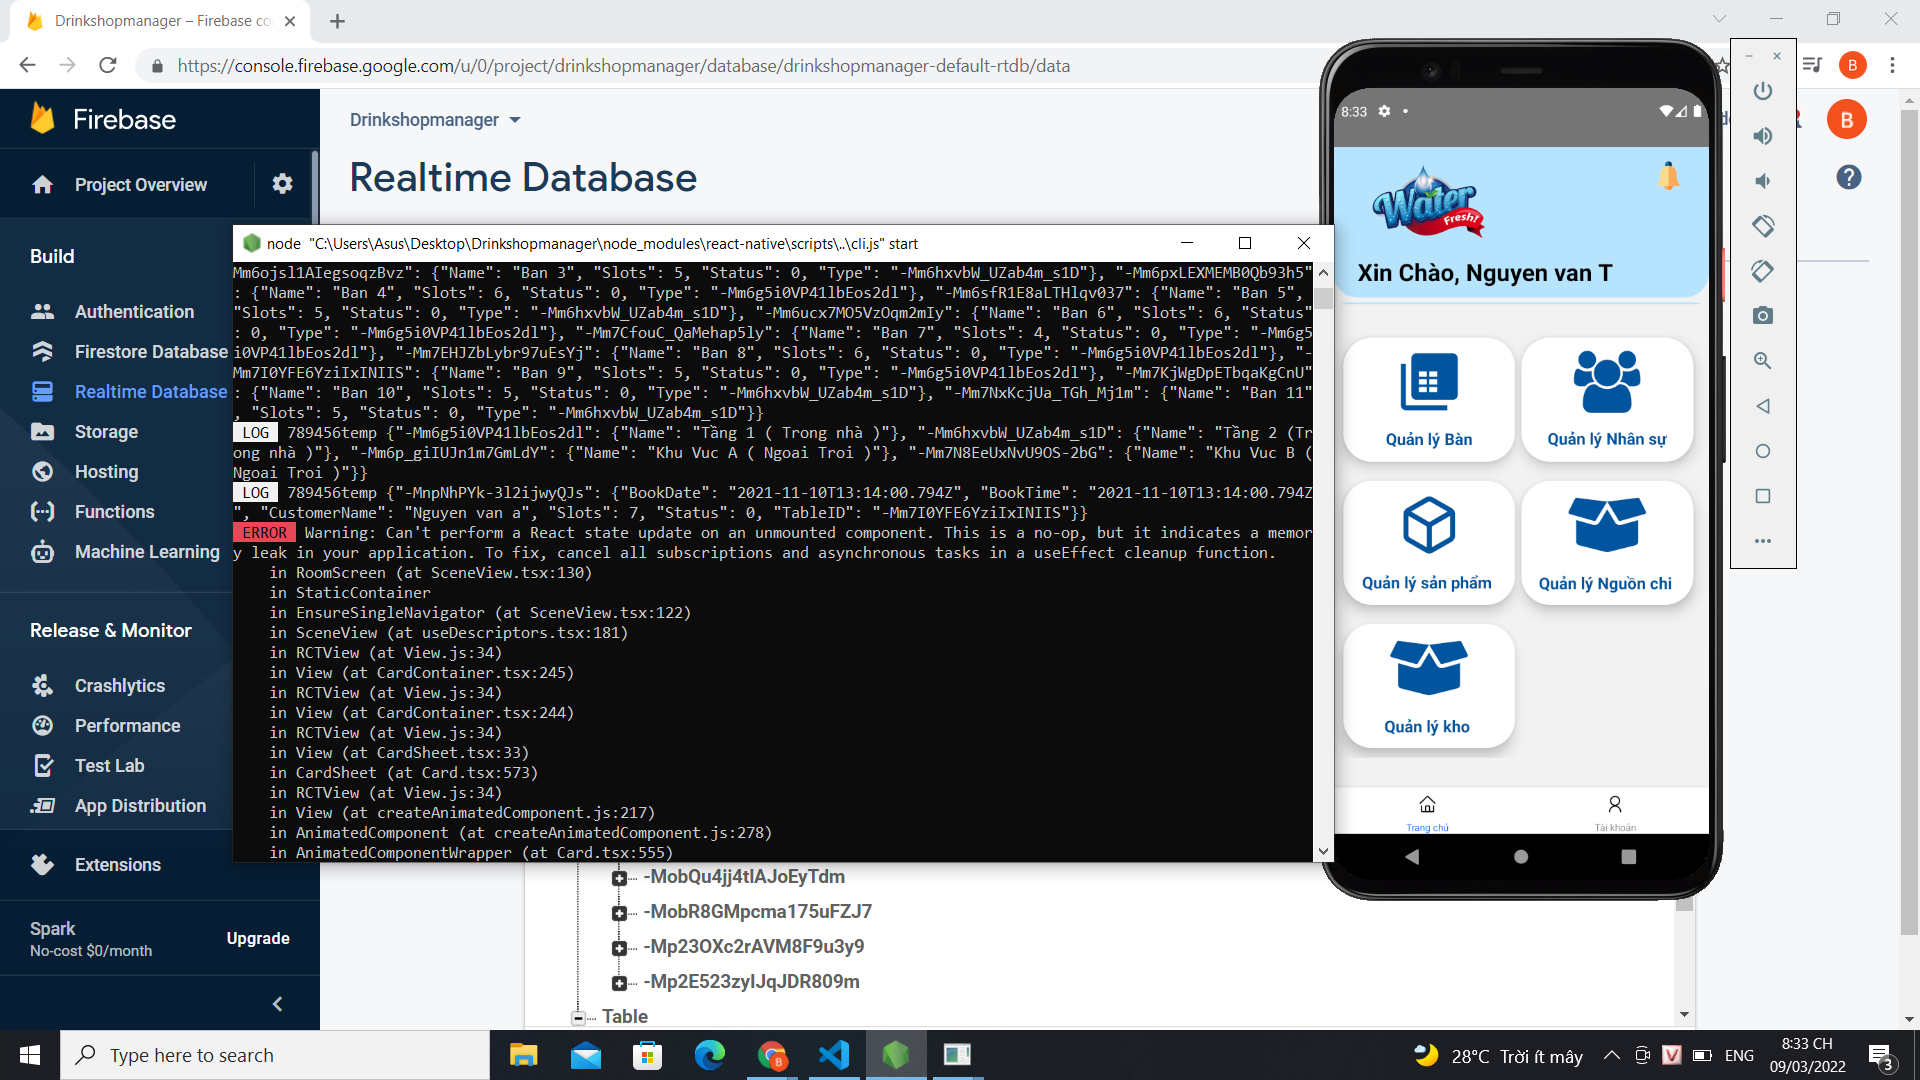 Drinkshopmanager – Firebase co
https://console.firebase.google.com/u/0/project/drinkshopmanager/database/drinkshopmanager-default-rtdb/data
B
Firebase
Project Overview
Build
Authentication
Firestore Database
Realtime Database
Storage
Hosting
Functions
Machine Learning
Release & Monitor
Crashlytics
Performance
Test Lab
App Distribution
Extensions
Spark
No-cost $0/month
Upgrade
Drinkshopmanager
B
Realtime Database
node "C:\Users\Asus\Desktop\Drinkshopmanager\node_modules\react-native\scripts\..\cli.js" start
Mm6ojsl1AIegsoqzBvz": {"Name": "Ban 3", "Slots": 5, "Status": 0, "Type": "-Mm6hxvbW_UZab4m_s1D"}, "-Mm6pxLEXMEMB0Qb93h5"
: {"Name": "Ban 4", "Slots": 6, "Status": 0, "Type": "-Mm6g5i0VP41lbEos2dl"}, "-Mm6sfR1E8aLTHlqv037": {"Name": "Ban 5",
"Slots": 5, "Status": 0, "Type": "-Mm6hxvbW_UZab4m_s1D"}, "-Mm6ucx7MO5VzOqm2mIy": {"Name": "Ban 6", "Slots": 6, "Status"
: 0, "Type": "-Mm6g5i0VP41lbEos2dl"}, "-Mm7CfouC_QaMehap5ly": {"Name": "Ban 7", "Slots": 4, "Status": 0, "Type": "-Mm6g5
i0VP41lbEos2dl"}, "-Mm7EHJZbLybr97uEsYj": {"Name": "Ban 8", "Slots": 6, "Status": 0, "Type": "-Mm6g5i0VP41lbEos2dl"}, "-
Mm7I0YFE6YziIxINIIS": {"Name": "Ban 9", "Slots": 5, "Status": 0, "Type": "-Mm6g5i0VP41lbEos2dl"}, "-Mm7KjWgDpETbqaKgCnU"
: {"Name": "Ban 10", "Slots": 5, "Status": 0, "Type": "-Mm6hxvbW_UZab4m_s1D"}, "-Mm7NxKcjUa_TGh_Mj1m": {"Name": "Ban 11"
, "Slots": 5, "Status": 0, "Type": "-Mm6hxvbW_UZab4m_s1D"}}
LOG 789456temp {"-Mm6g5i0VP41lbEos2dl": {"Name": "Tầng 1 ( Trong nhà )"}, "-Mm6hxvbW_UZab4m_s1D": {"Name": "Tầng 2 (Tr
ong nhà )"}, "-Mm6p_giIUJn1m7GmLdY": {"Name": "Khu Vuc A ( Ngoai Troi )"}, "-Mm7N8EeUxNvU9OS-2bG": {"Name": "Khu Vuc B (
Ngoai Troi )"}}
LOG 789456temp {"-MnpNhPYk-3l2ijwyQJs": {"BookDate": "2021-11-10T13:14:00.794Z", "BookTime": "2021-11-10T13:14:00.794Z
", "CustomerName": "Nguyen van a", "Slots": 7, "Status": 0, "TableID": "-Mm7I0YFE6YziIxINIIS"}}
ERROR Warning: Can't perform a React state update on an unmounted component. This is a no-op, but it indicates a memor
y leak in your application. To fix, cancel all subscriptions and asynchronous tasks in a useEffect cleanup function.
in RoomScreen (at SceneView.tsx:130)
in StaticContainer
in EnsureSingleNavigator (at SceneView.tsx:122)
in SceneView (at useDescriptors.tsx:181)
in RCTView (at View.js:34)
in View (at CardContainer.tsx:245)
in RCTView (at View.js:34)
in View (at CardContainer.tsx:244)
in RCTView (at View.js:34)
in View (at CardSheet.tsx:33)
in CardSheet (at Card.tsx:573)
in RCTView (at View.js:34)
in View (at createAnimatedComponent.js:217)
in AnimatedComponent (at createAnimatedComponent.js:278)
in AnimatedComponentWrapper (at Card.tsx:555)
-MobQu4jj4tlAJoEyTdm
-MobR8GMpcma175uFZJ7
-Mp23OXc2rAVM8F9u3y9
-Mp2E523zylJqJDR809m
Table
8:33
Water
Fresh!
Xin Chào, Nguyen van T
Quản lý Bàn
Quản lý Nhân sự
Quản lý sản phẩm
Quản lý Nguồn chi
Quản lý kho
Trang chủ
Tài khoản
Type here to search
B
28°C Trời ít mây
V
ENG
8:33 CH
09/03/2022
3